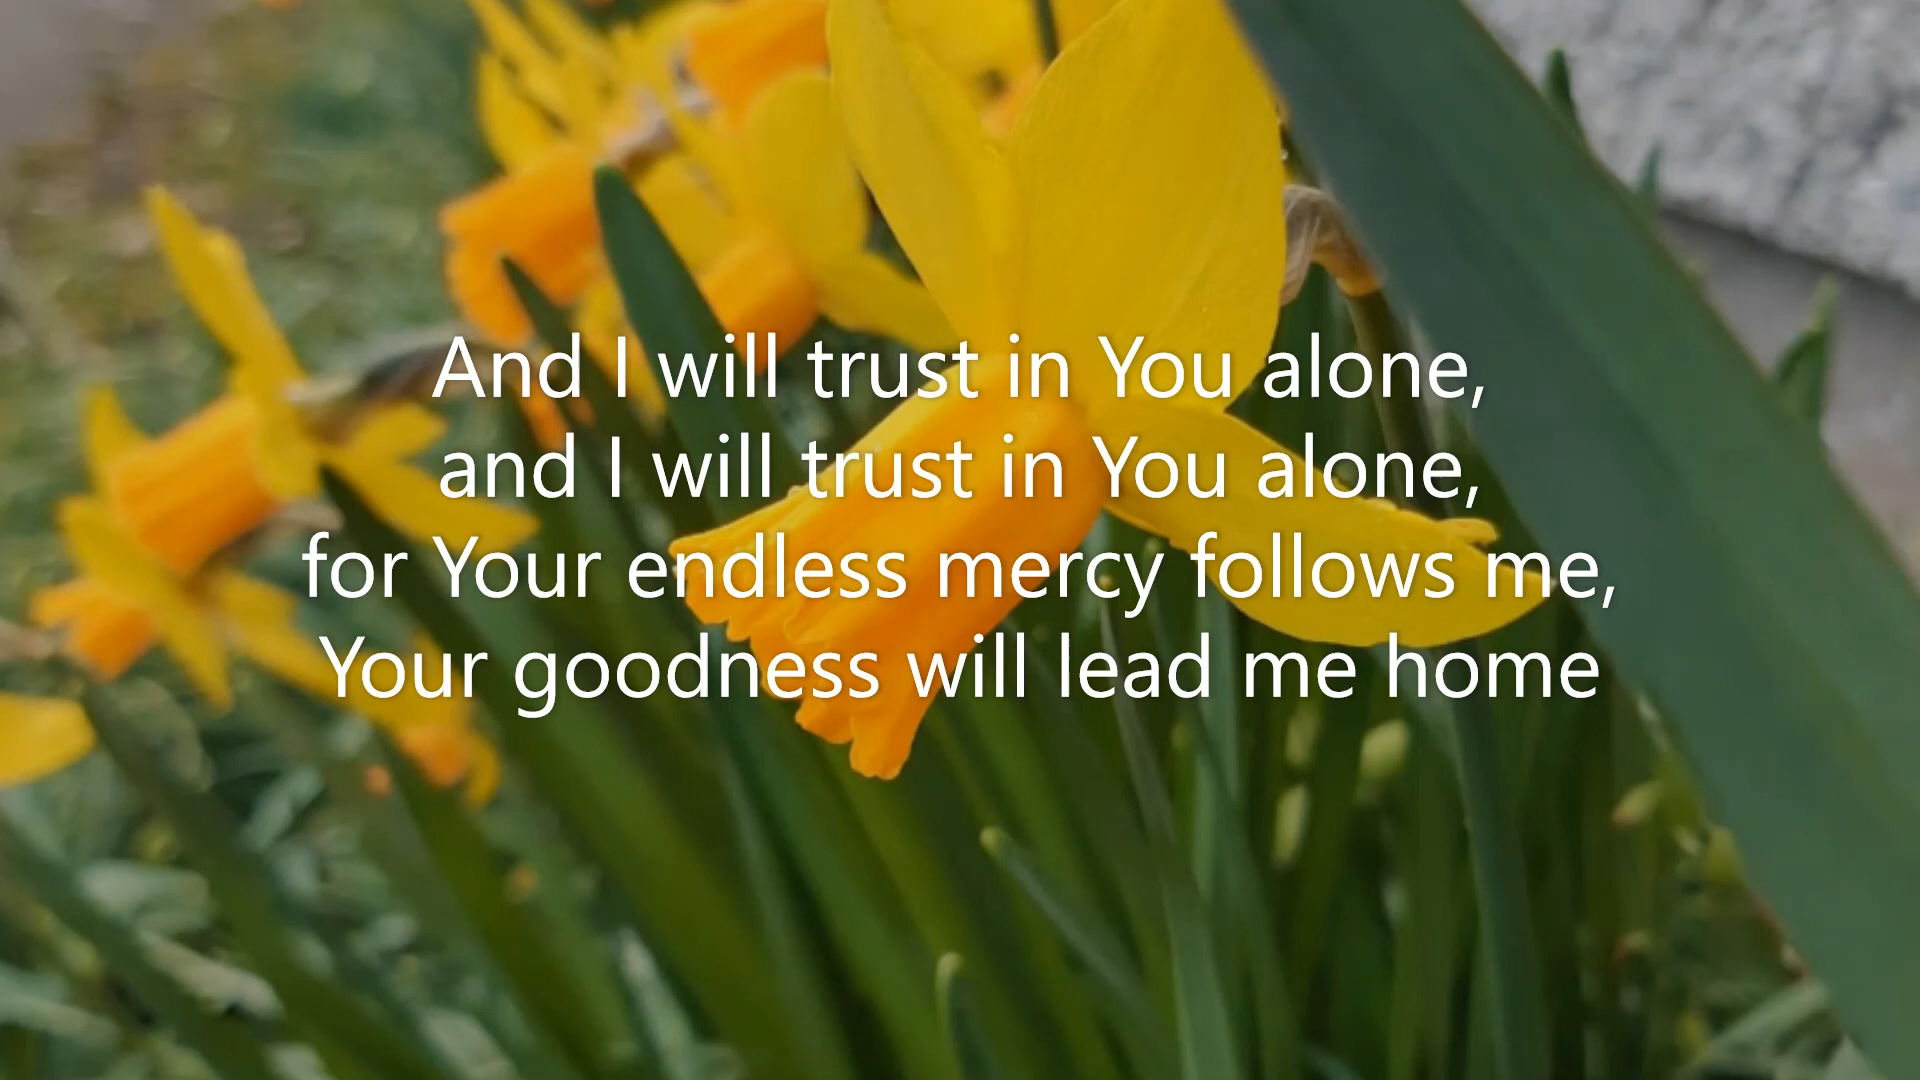 And I will trust in You alone,
and I will trust in You alone,
for Your endless mercy follows me,
Your goodness will lead me home